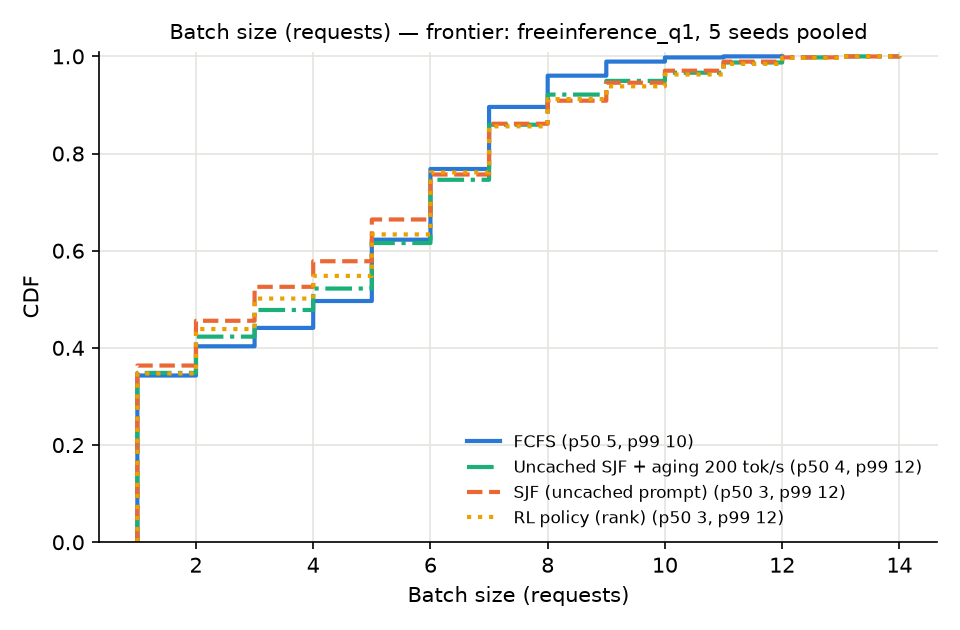 Batch size (requests) — frontier: freeinference_q1, 5 seeds pooled
CDF
1.0
0.8
0.6
0.4
0.2
0.0
FCFS (p50 5, p99 10)
Uncached SJF + aging 200 tok/s (p50 4, p99 12)
SJF (uncached prompt) (p50 3, p99 12)
RL policy (rank) (p50 3, p99 12)
2 4 6 8 10 12 14
Batch size (requests)